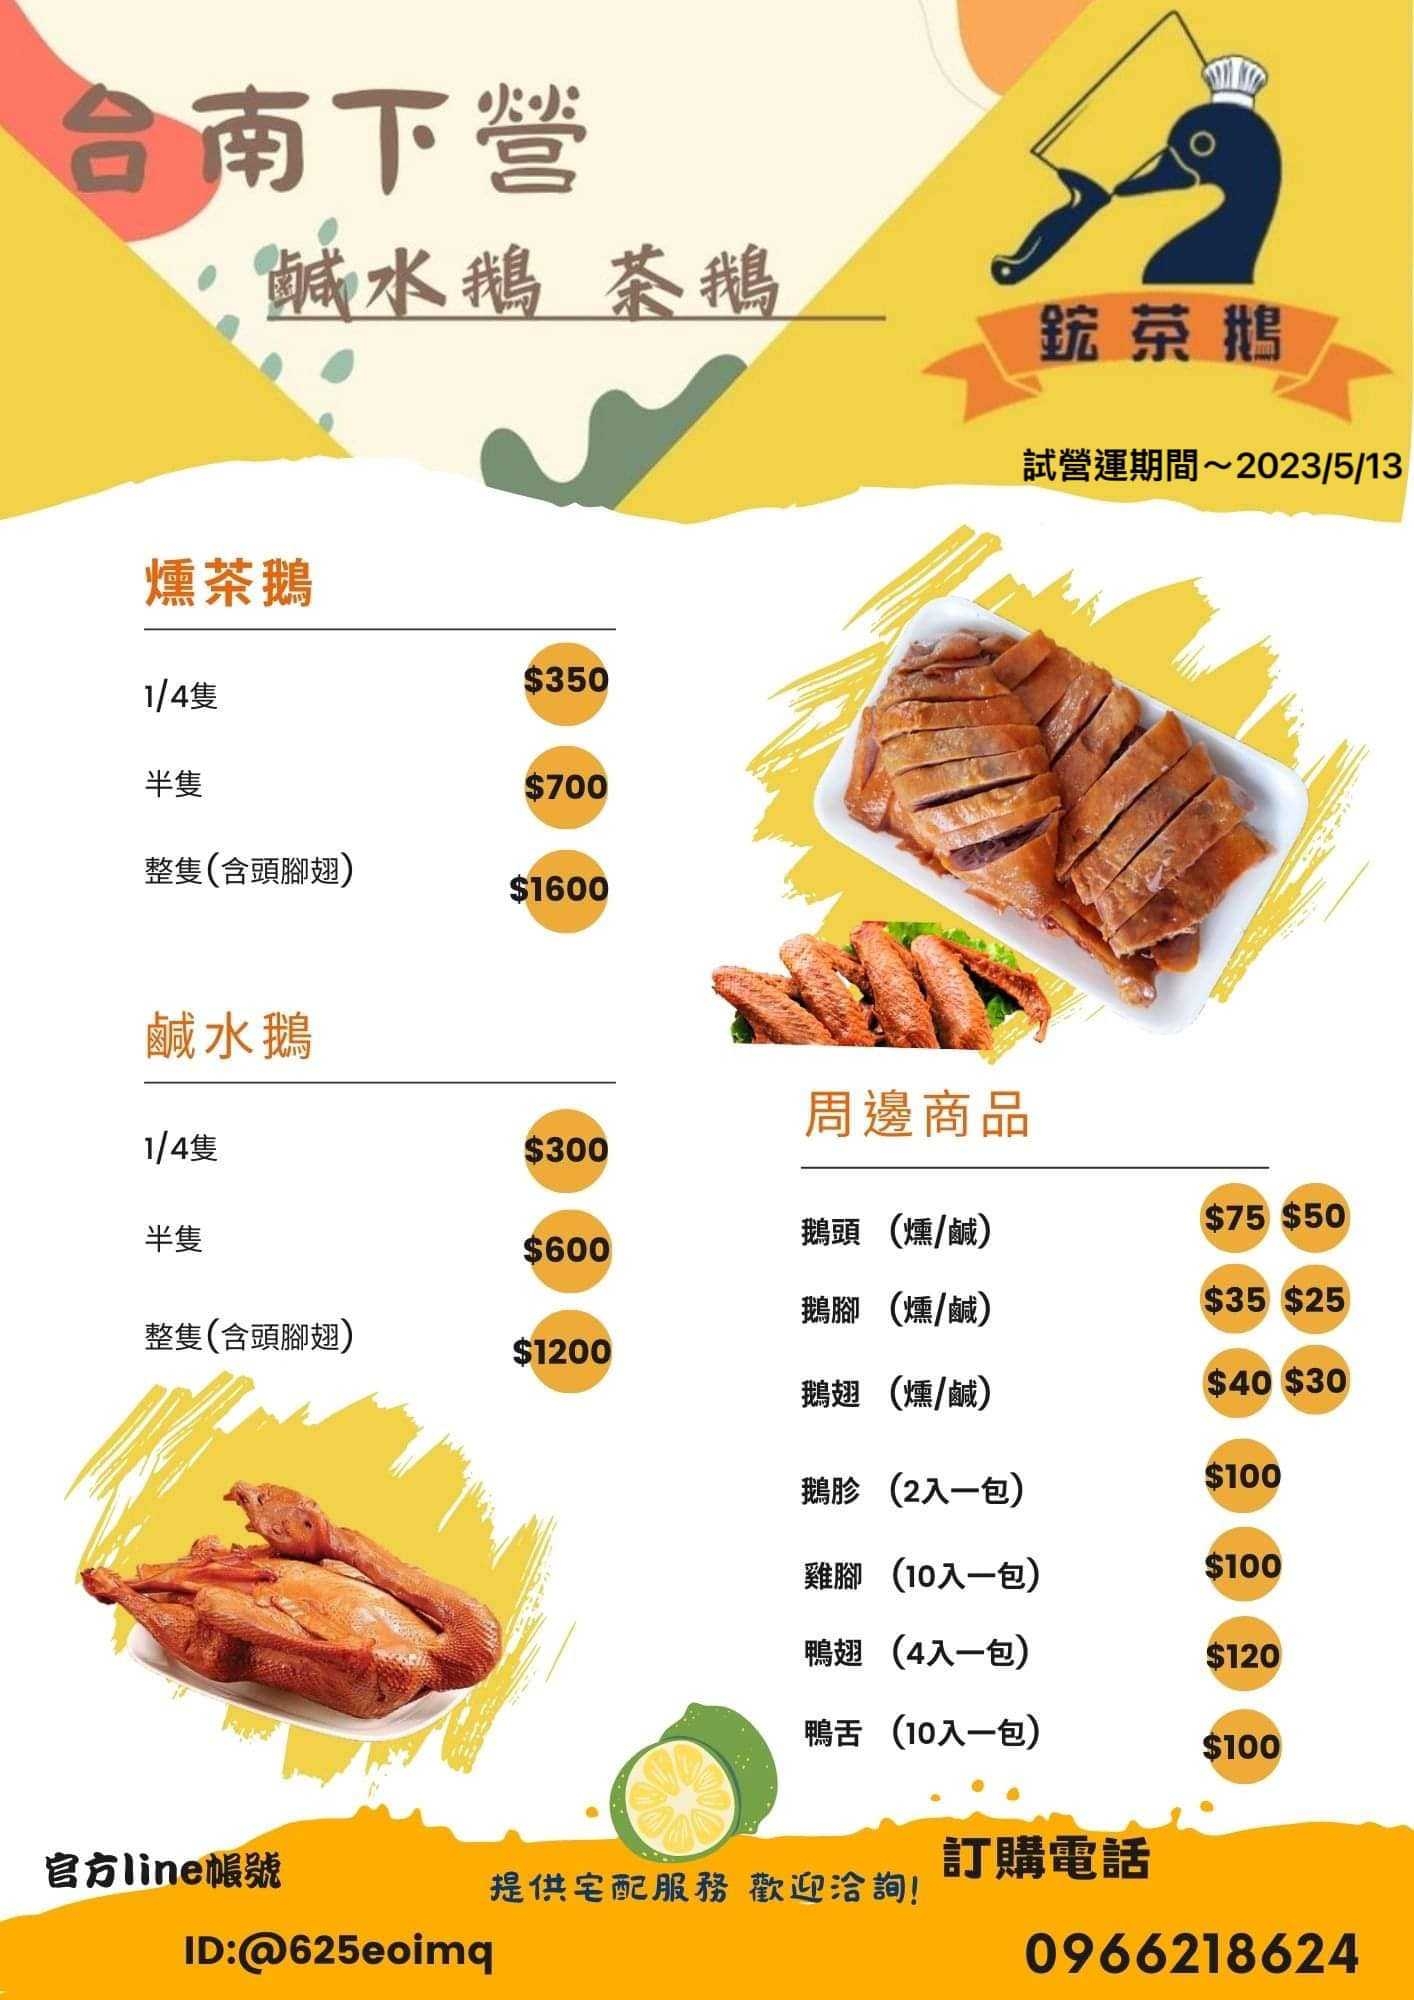 台南下營
鹹水鵝 茶鵝
鋐茶鵝
試營運期間～2023/5/13
燻茶鵝
1/4隻 $350
半隻 $700
整隻(含頭腳翅) $1600
鹹水鵝
1/4隻 $300
半隻 $600
整隻(含頭腳翅) $1200
周邊商品
鵝頭 (燻/鹹) $75 $50
鵝腳 (燻/鹹) $35 $25
鵝翅 (燻/鹹) $40 $30
鵝胗 (2入一包) $100
雞腳 (10入一包) $100
鴨翅 (4入一包) $120
鴨舌 (10入一包) $100
官方line帳號
ID:@625eoimq
提供宅配服務 歡迎洽詢!
訂購電話
0966218624